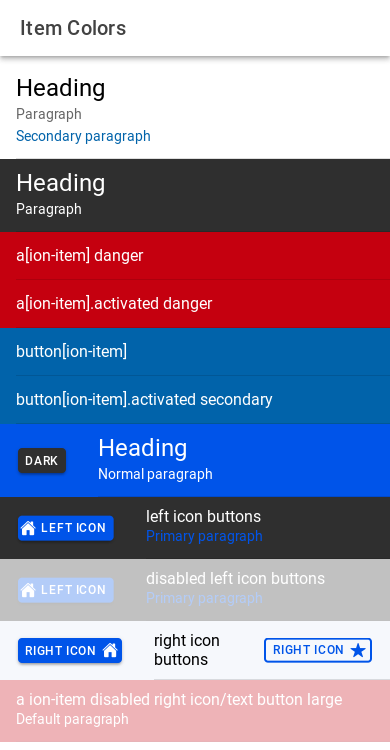 Item Colors
Heading
Paragraph
Secondary paragraph
Heading
Paragraph
a[ion-item] danger
a[ion-item].activated danger
button[ion-item]
button[ion-item].activated secondary
DARK
Heading
Normal paragraph
LEFT ICON
left icon buttons
Primary paragraph
LEFT ICON
disabled left icon buttons
Primary paragraph
RIGHT ICON
right icon
buttons
RIGHT ICON
a ion-item disabled right icon/text button large
Default paragraph